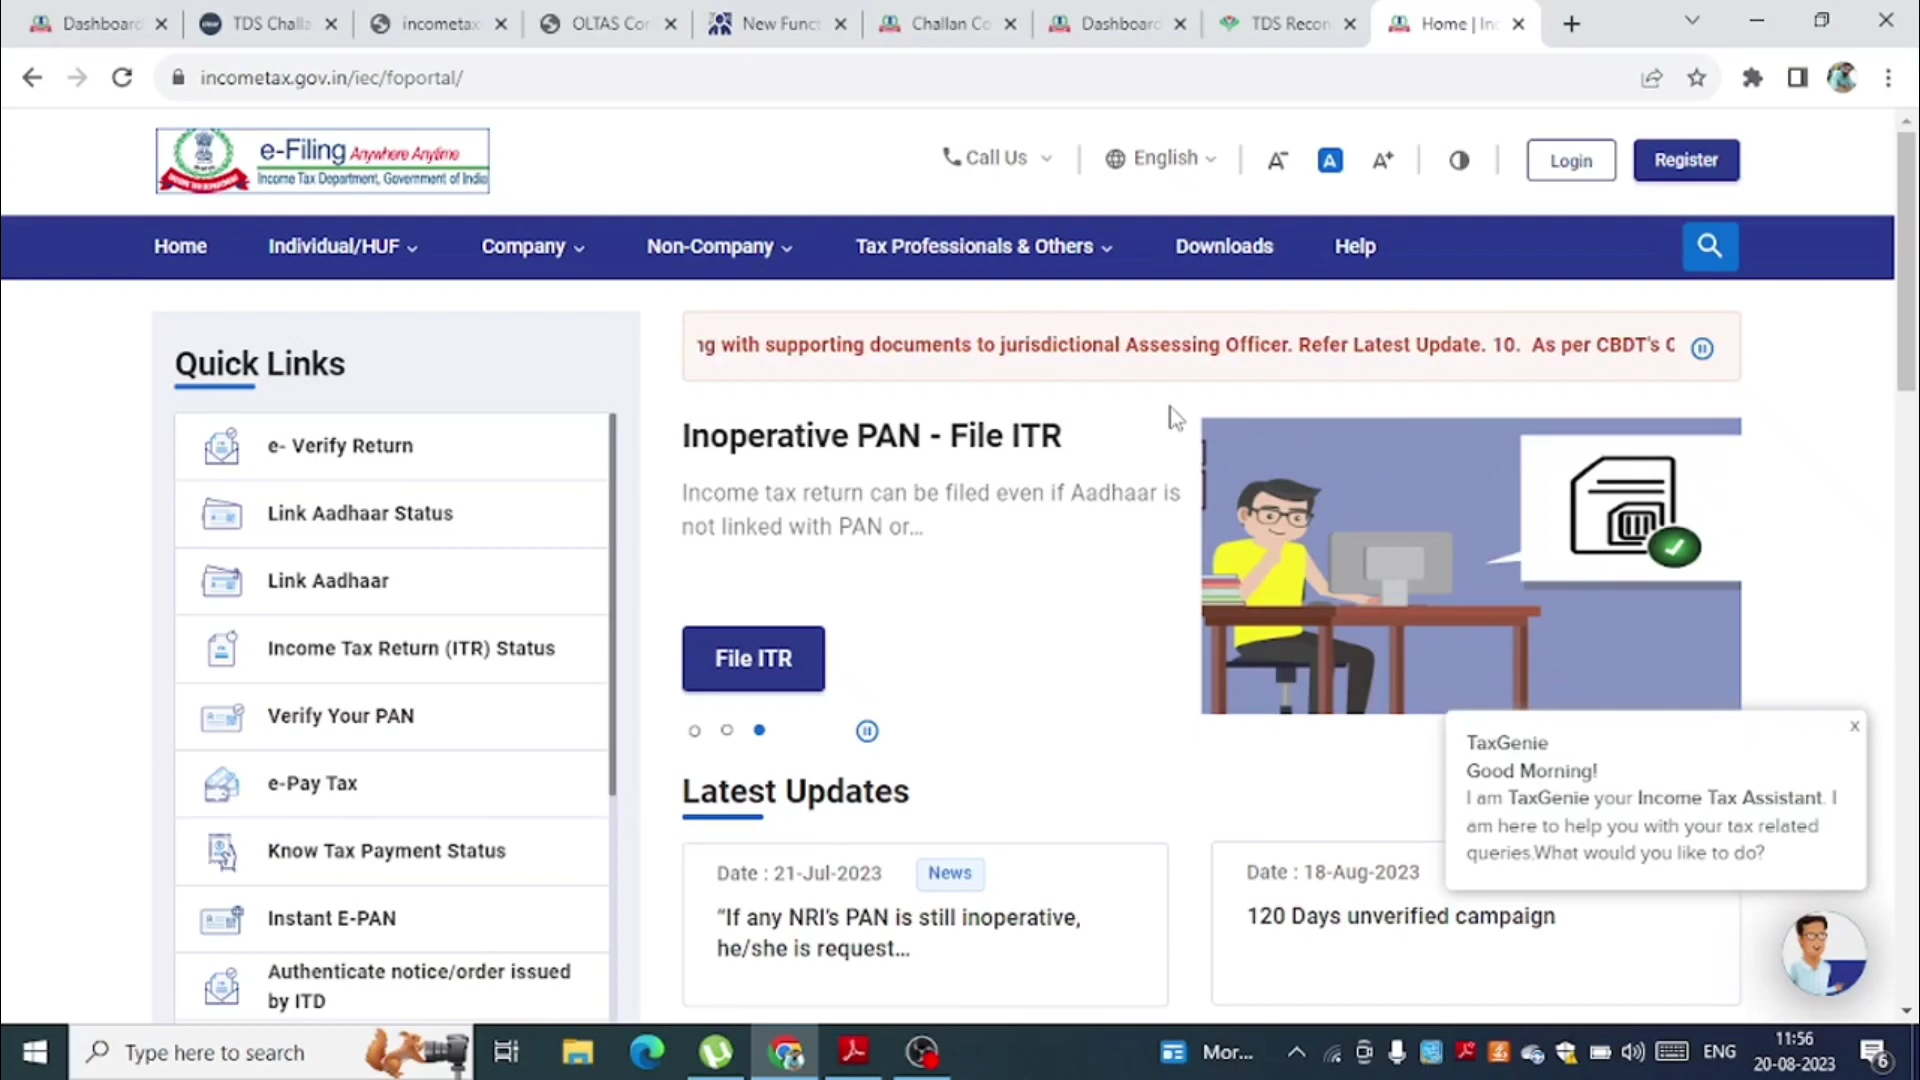 Dashboard
TDS Challa
incometax
OLTAS Cor
New Funct
Challan Co
Dashboard
TDS Recon
Home | Inc
incometax.gov.in/iec/foportal/
e-Filing Anywhere Anytime
Income Tax Department, Government of India
Call Us
English
A-
A
A+
Login
Register
Home
Individual/HUF
Company
Non-Company
Tax Professionals & Others
Downloads
Help
Quick Links
e- Verify Return
Link Aadhaar Status
Link Aadhaar
Income Tax Return (ITR) Status
Verify Your PAN
e-Pay Tax
Know Tax Payment Status
Instant E-PAN
Authenticate notice/order issued
by ITD
ng with supporting documents to jurisdictional Assessing Officer. Refer Latest Update. 10. As per CBDT's C
Inoperative PAN - File ITR
Income tax return can be filed even if Aadhaar is
not linked with PAN or...
File ITR
Latest Updates
Date : 21-Jul-2023 News
“If any NRI's PAN is still inoperative,
he/she is request...
Date : 18-Aug-2023
120 Days unverified campaign
x
TaxGenie
Good Morning!
I am TaxGenie your Income Tax Assistant. I
am here to help you with your tax related
queries.What would you like to do?
Type here to search
Mor...
ENG
11:56
20-08-2023
6